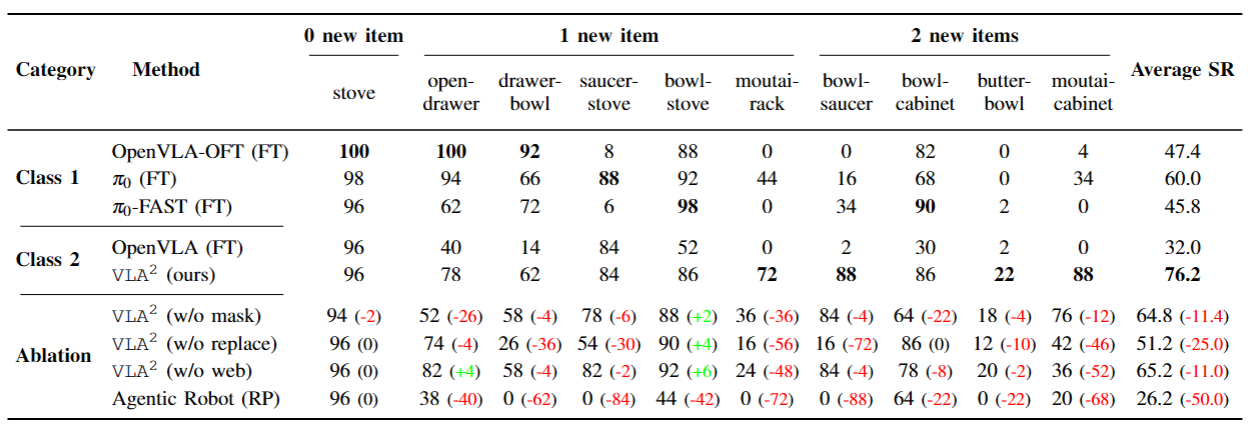 0 new item 1 new item 2 new items
Category Method Average SR
stove open-drawer drawer-bowl saucer-stove bowl-stove moutai-rack bowl-saucer bowl-cabinet butter-bowl moutai-cabinet
OpenVLA-OFT (FT) 100 100 92 8 88 0 0 82 0 4 47.4
Class 1 π₀ (FT) 98 94 66 88 92 44 16 68 0 34 60.0
π₀-FAST (FT) 96 62 72 6 98 0 34 90 2 0 45.8
OpenVLA (FT) 96 40 14 84 52 0 2 30 2 0 32.0
Class 2 VLA² (ours) 96 78 62 84 86 72 88 86 22 88 76.2
VLA² (w/o mask) 94 (-2) 52 (-26) 58 (-4) 78 (-6) 88 (+2) 36 (-36) 84 (-4) 64 (-22) 18 (-4) 76 (-12) 64.8 (-11.4)
Ablation VLA² (w/o replace) 96 (0) 74 (-4) 26 (-36) 54 (-30) 90 (+4) 16 (-56) 16 (-72) 86 (0) 12 (-10) 42 (-46) 51.2 (-25.0)
VLA² (w/o web) 96 (0) 82 (+4) 58 (-4) 82 (-2) 92 (+6) 24 (-48) 84 (-4) 78 (-8) 20 (-2) 36 (-52) 65.2 (-11.0)
Agentic Robot (RP) 96 (0) 38 (-40) 0 (-62) 0 (-84) 44 (-42) 0 (-72) 0 (-88) 64 (-22) 0 (-22) 20 (-68) 26.2 (-50.0)